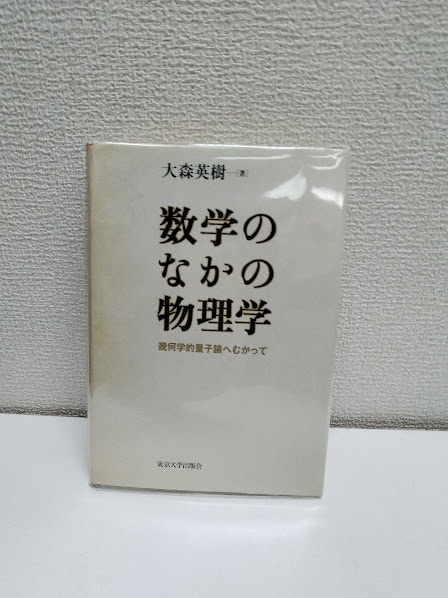 大森英樹―[著]
数学の
なかの
物理学
幾何学的量子論へむかって
東京大学出版会